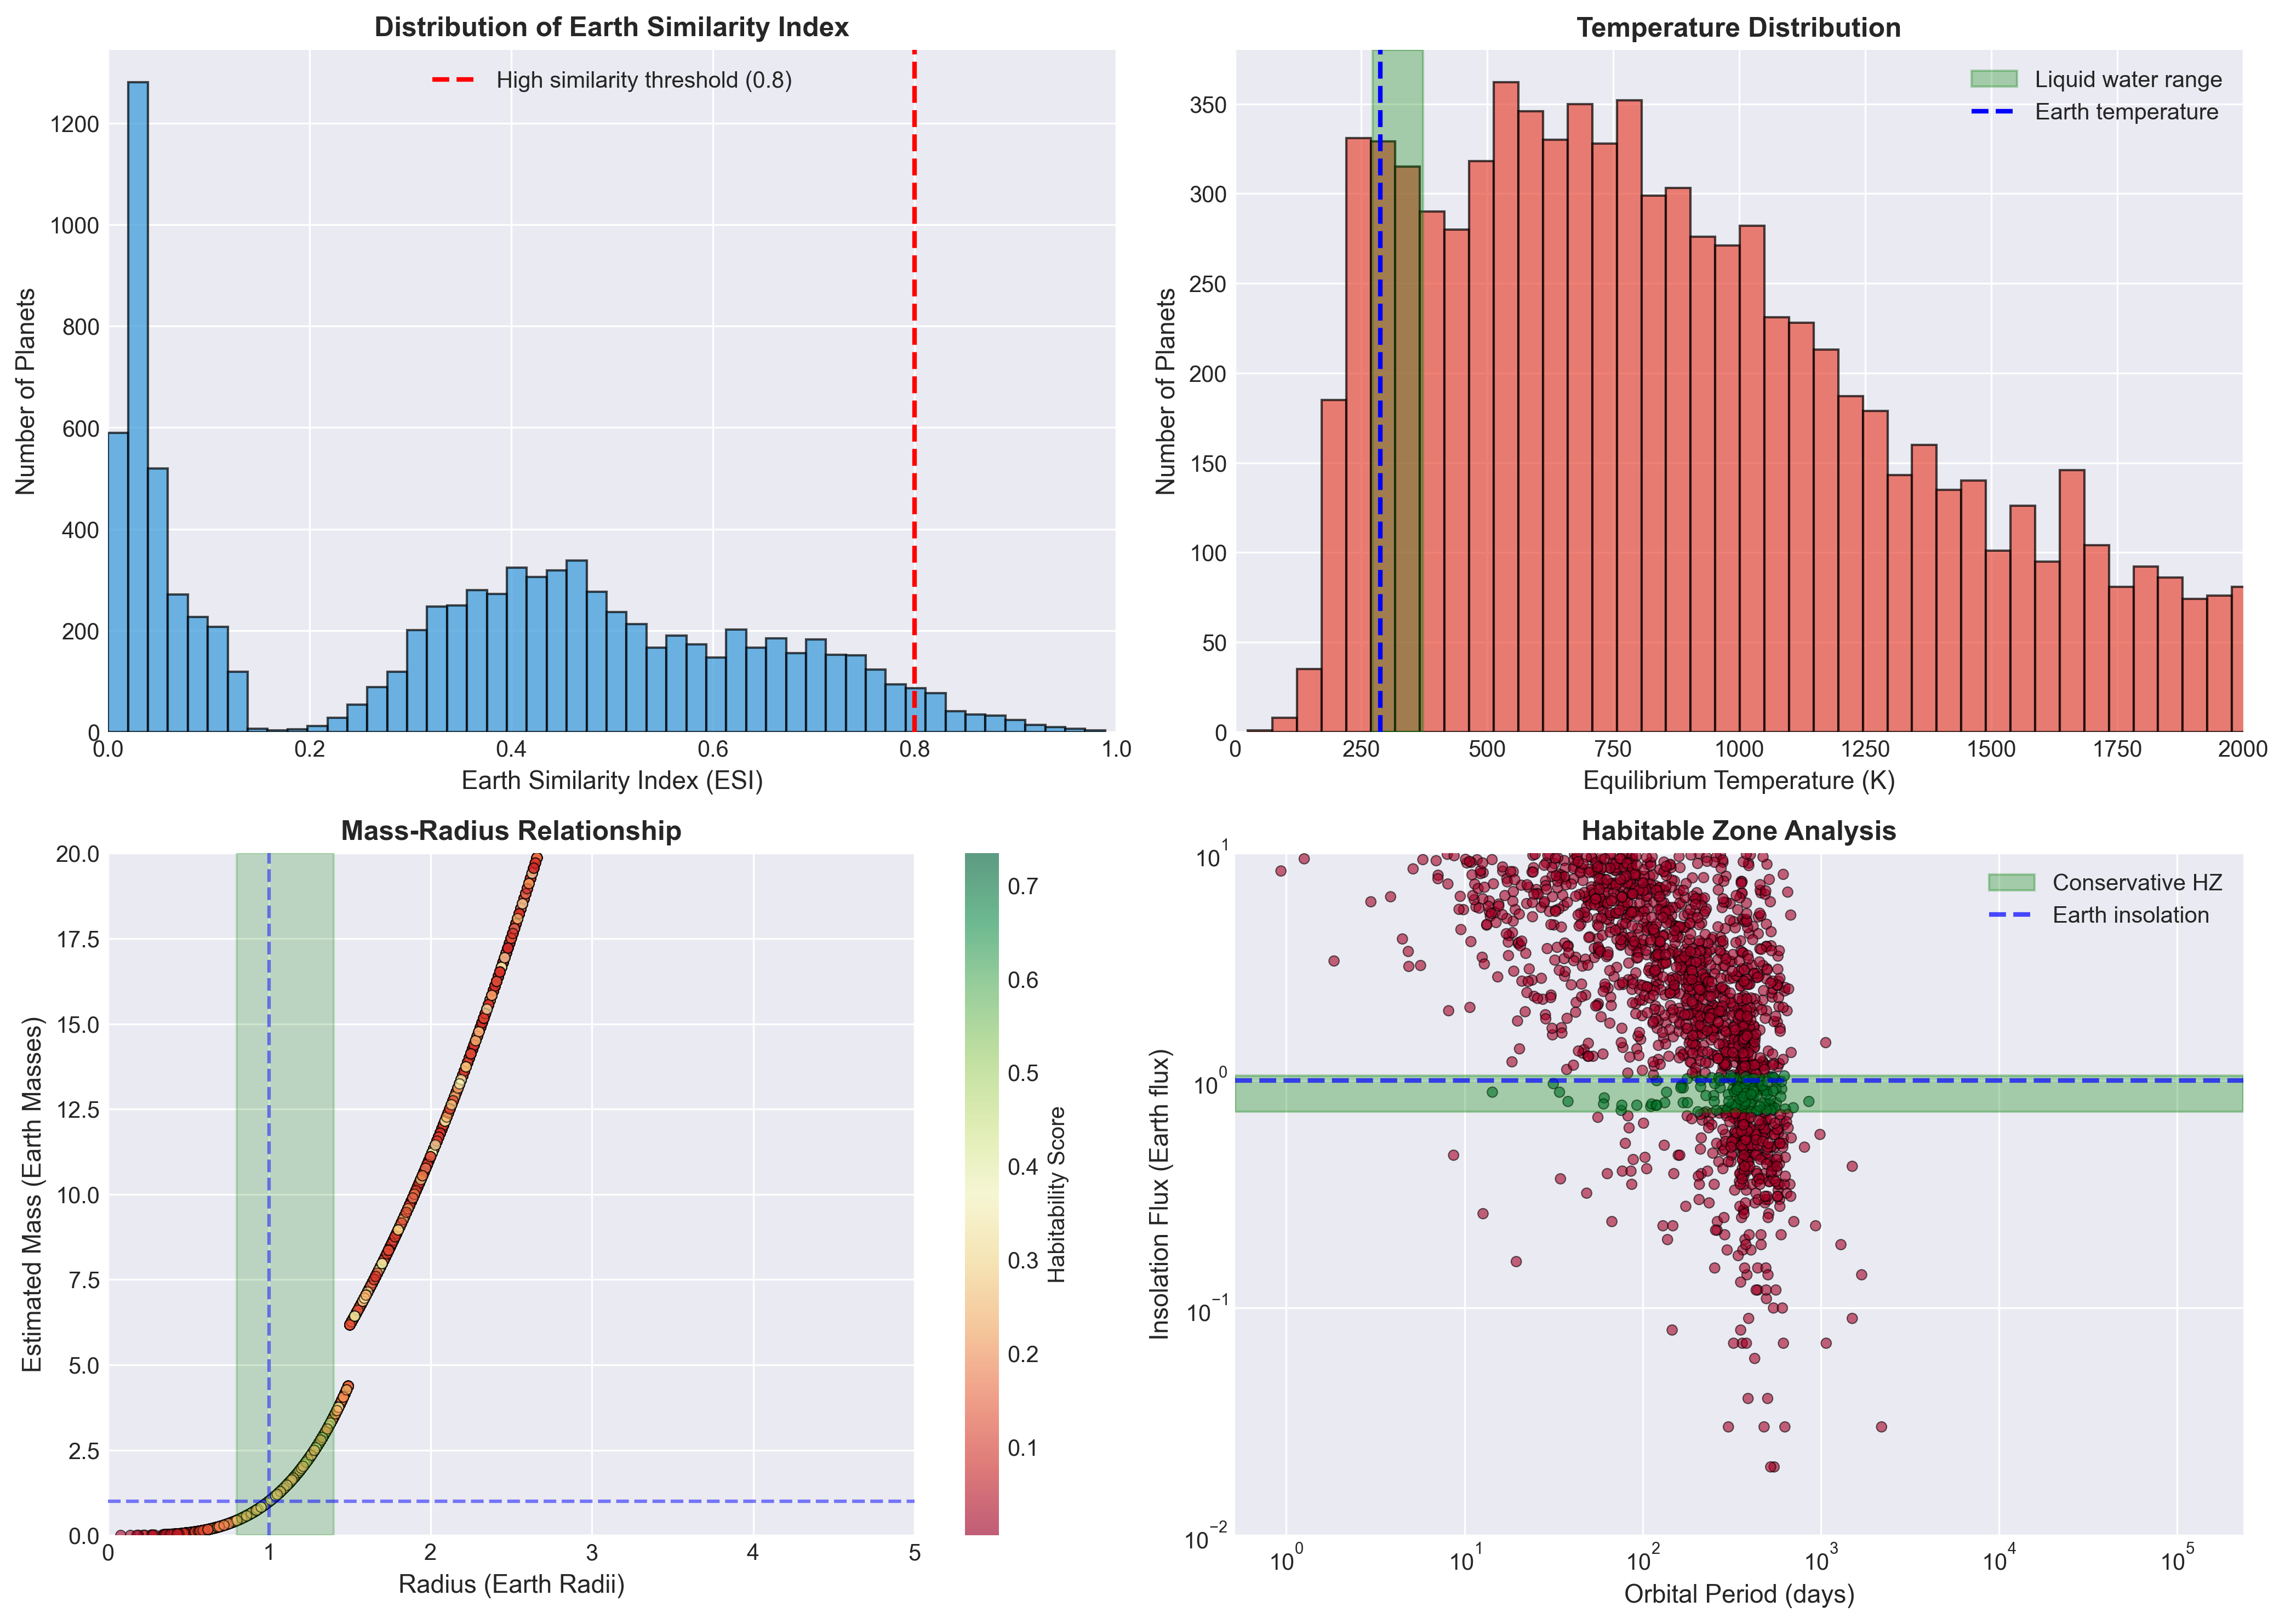 Distribution of Earth Similarity Index
High similarity threshold (0.8)
Number of Planets
1200
1000
800
600
400
200
0
0.0 0.2 0.4 0.6 0.8 1.0
Earth Similarity Index (ESI)
Temperature Distribution
Liquid water range
Earth temperature
Number of Planets
350
300
250
200
150
100
50
0
0 250 500 750 1000 1250 1500 1750 2000
Equilibrium Temperature (K)
Mass-Radius Relationship
Estimated Mass (Earth Masses)
20.0
17.5
15.0
12.5
10.0
7.5
5.0
2.5
0.0
0 1 2 3 4 5
Radius (Earth Radii)
0.7
0.6
0.5
0.4
0.3
0.2
0.1
Habitability Score
Habitable Zone Analysis
Conservative HZ
Earth insolation
Insolation Flux (Earth flux)
10¹
10⁰
10⁻¹
10⁻²
10⁰ 10¹ 10² 10³ 10⁴ 10⁵
Orbital Period (days)